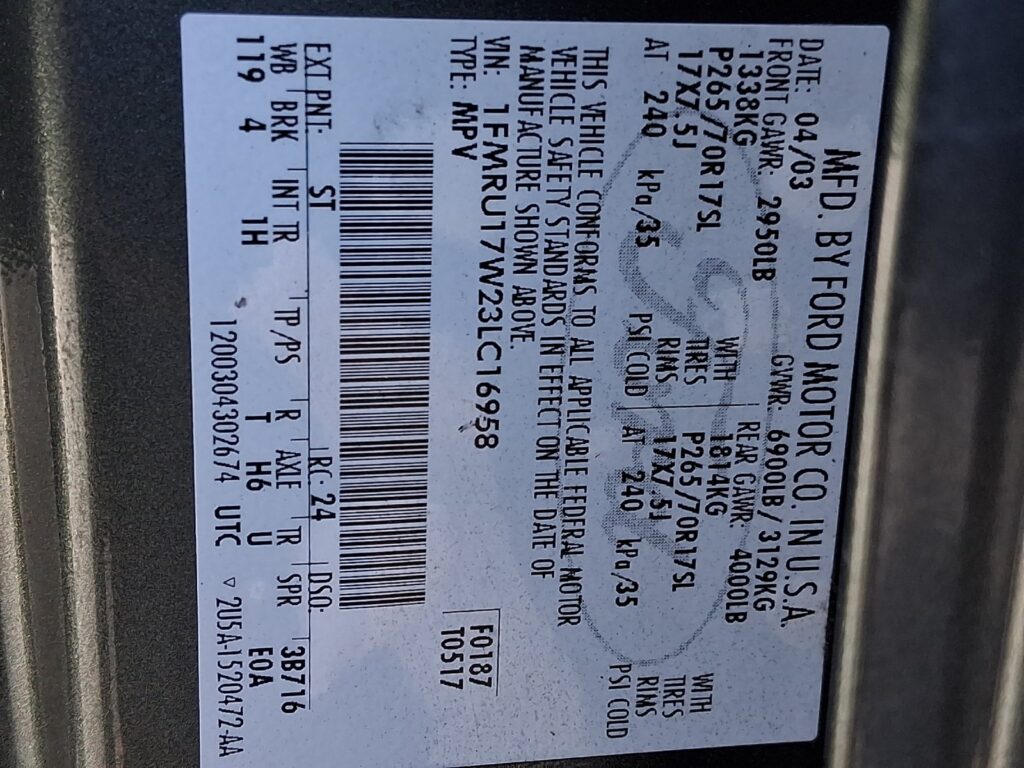 MFD. BY FORD MOTOR CO. IN U.S.A.
DATE: 04/03 GVWR: 6900LB/3129KG
FRONT GAWR: 2950LB REAR GAWR: 4000LB
1338KG WITH 1814KG WITH
P265/70R17SL TIRES P265/70R17SL TIRES
17X7.5J RIMS 17X7.5J RIMS
AT 240 kPa/35 PSI COLD AT 240 kPa/35 PSI COLD
THIS VEHICLE CONFORMS TO ALL APPLICABLE FEDERAL MOTOR
VEHICLE SAFETY STANDARDS IN EFFECT ON THE DATE OF
MANUFACTURE SHOWN ABOVE.
VIN: 1FMRU17W23LC16958
TYPE: MPV
F0187
T0517
EXT PNT: ST RC: 24 DSO: 3B716
WB BRK INT TR TP/PS R AXLE TR SPR E0A
119 4 1H T H6 U
1200304302674 UTC ▽ 2U5A-1520472-AA
Ford